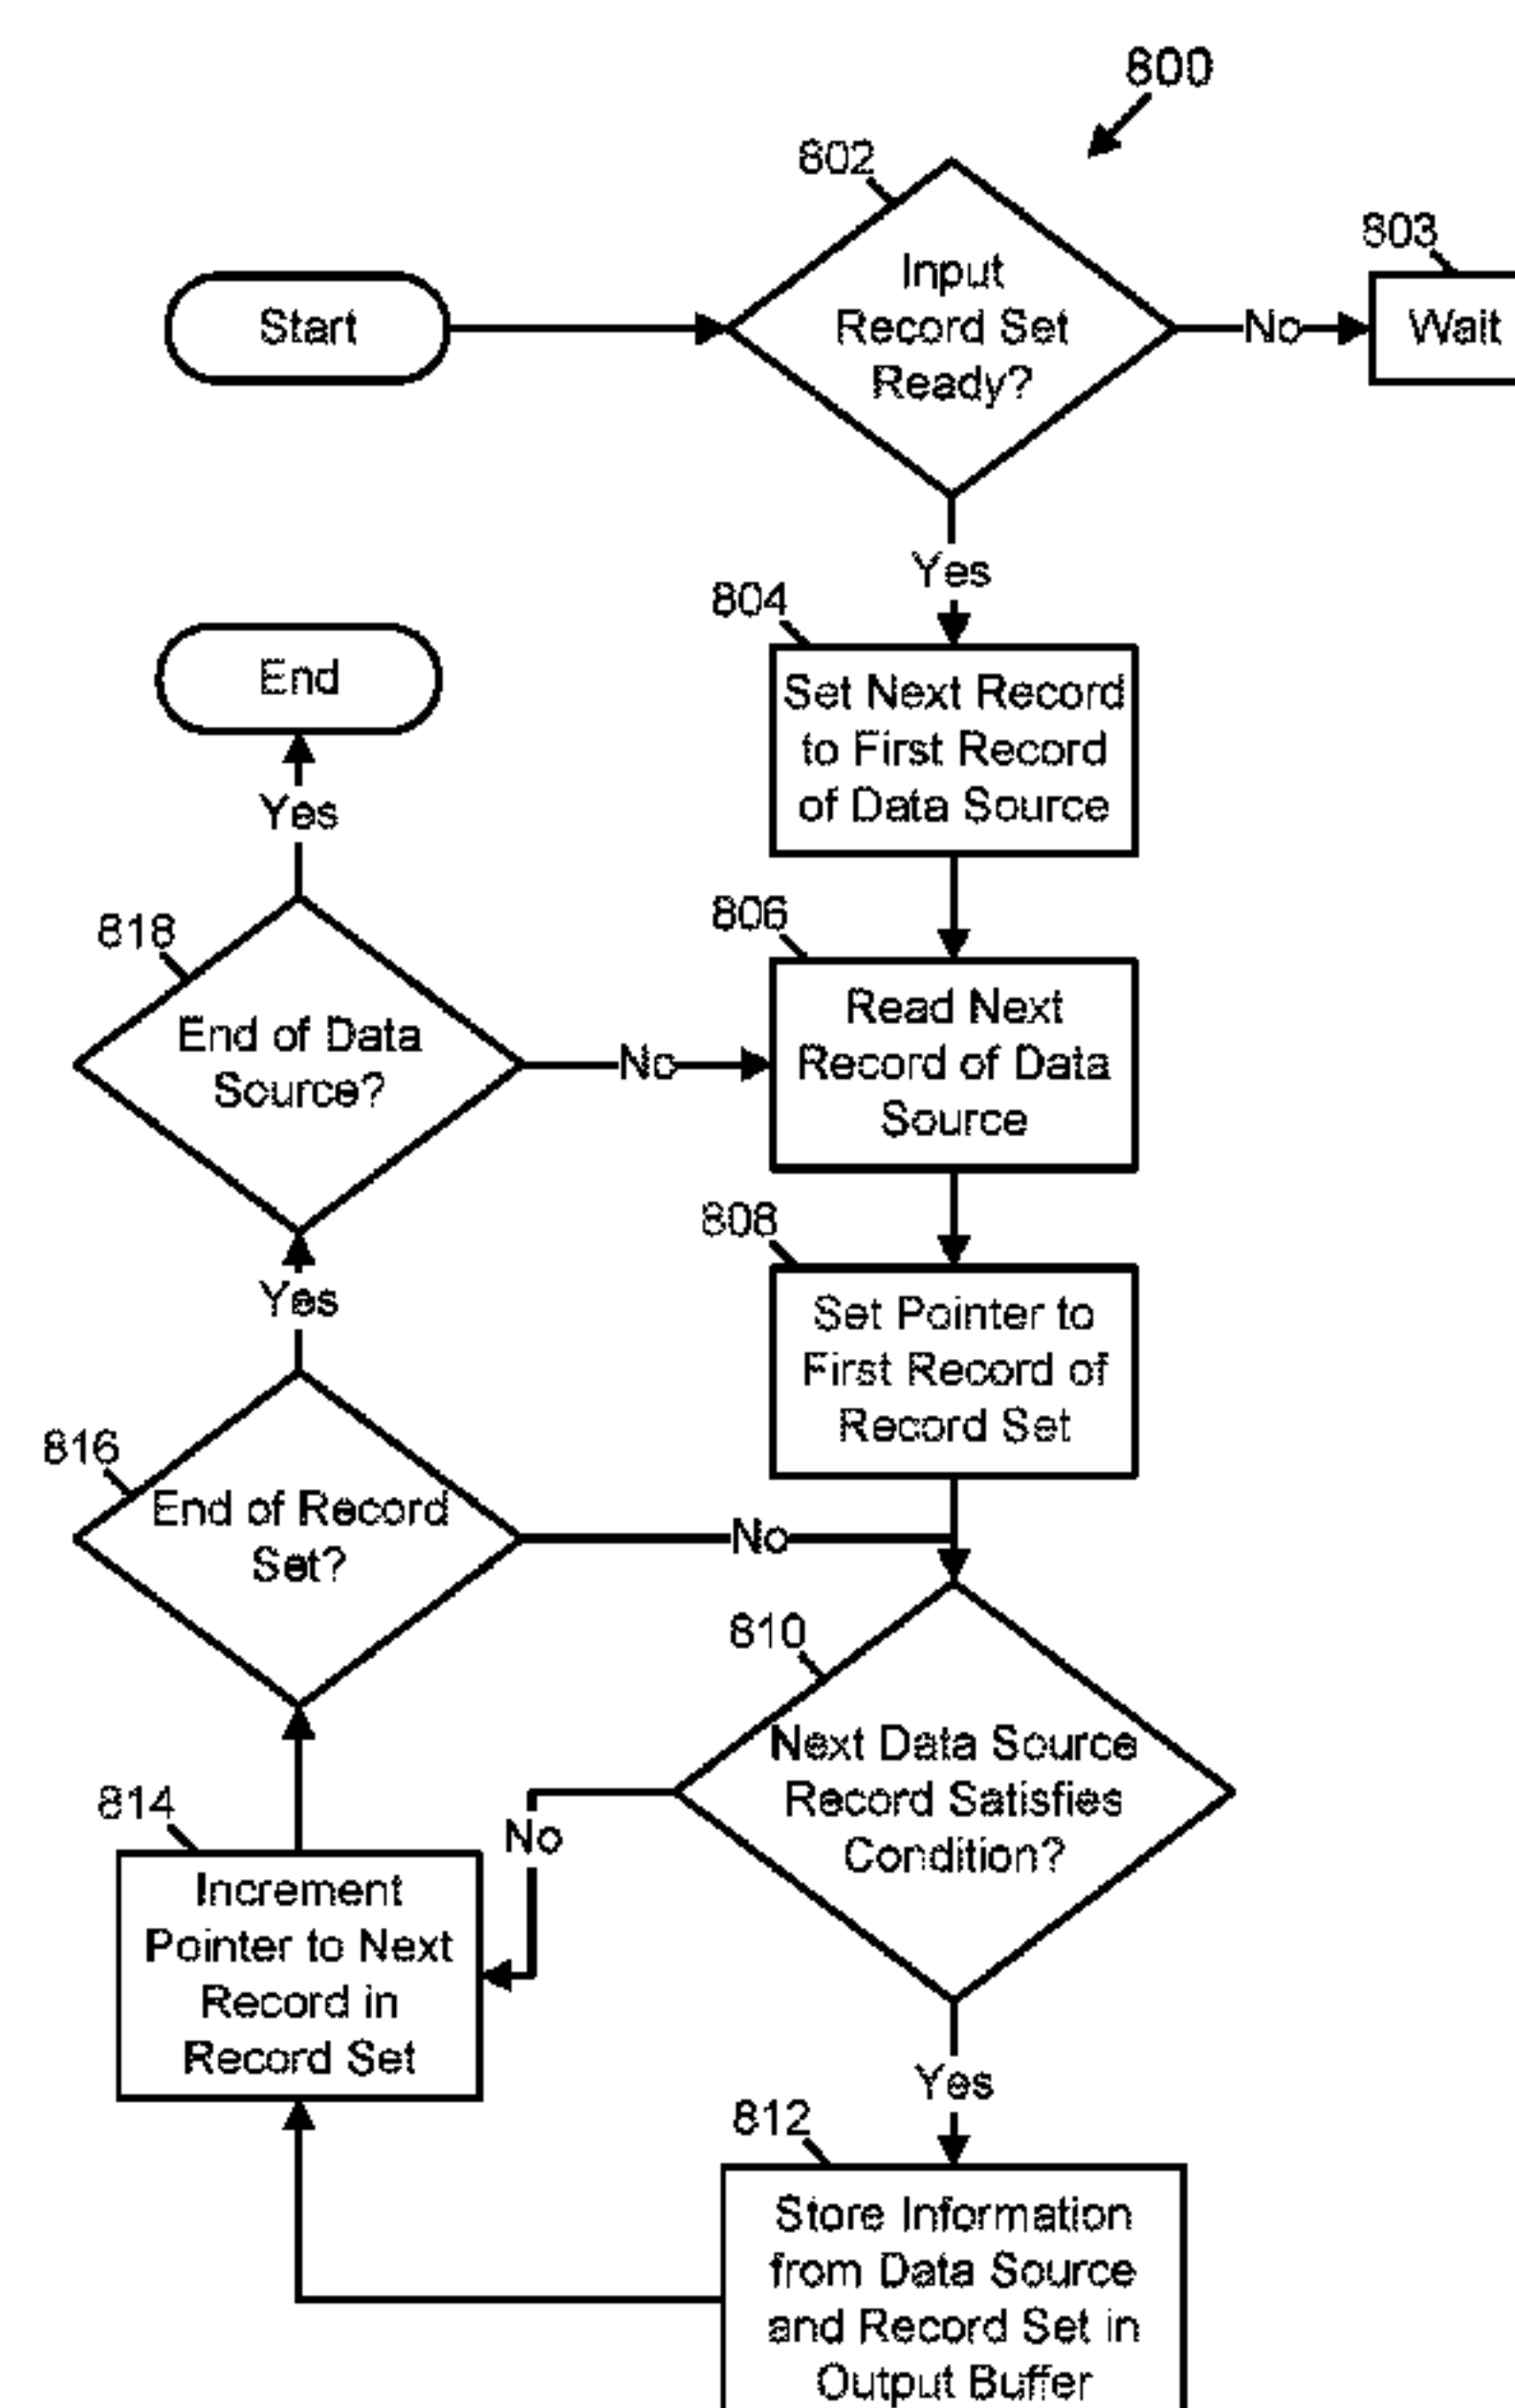 800
802
Input
Record Set
Ready?
Start
No
803
Wait
Yes
804
Set Next Record
to First Record
of Data Source
End
Yes
818
End of Data
Source?
No
806
Read Next
Record of Data
Source
Yes
808
Set Pointer to
First Record of
Record Set
816
End of Record
Set?
No
810
Next Data Source
Record Satisfies
Condition?
No
814
Increment
Pointer to Next
Record in
Record Set
Yes
812
Store Information
from Data Source
and Record Set in
Output Buffer